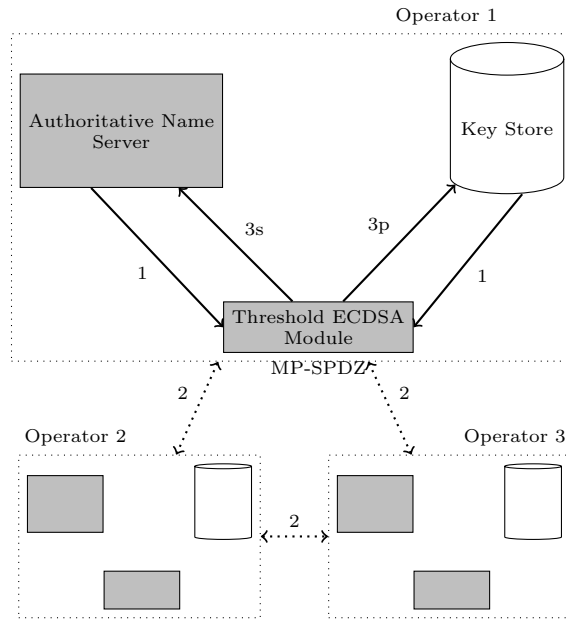 Operator 1
Authoritative Name
Server
Key Store
3s
3p
1
1
Threshold ECDSA
Module
MP-SPDZ
2
2
Operator 2
Operator 3
2